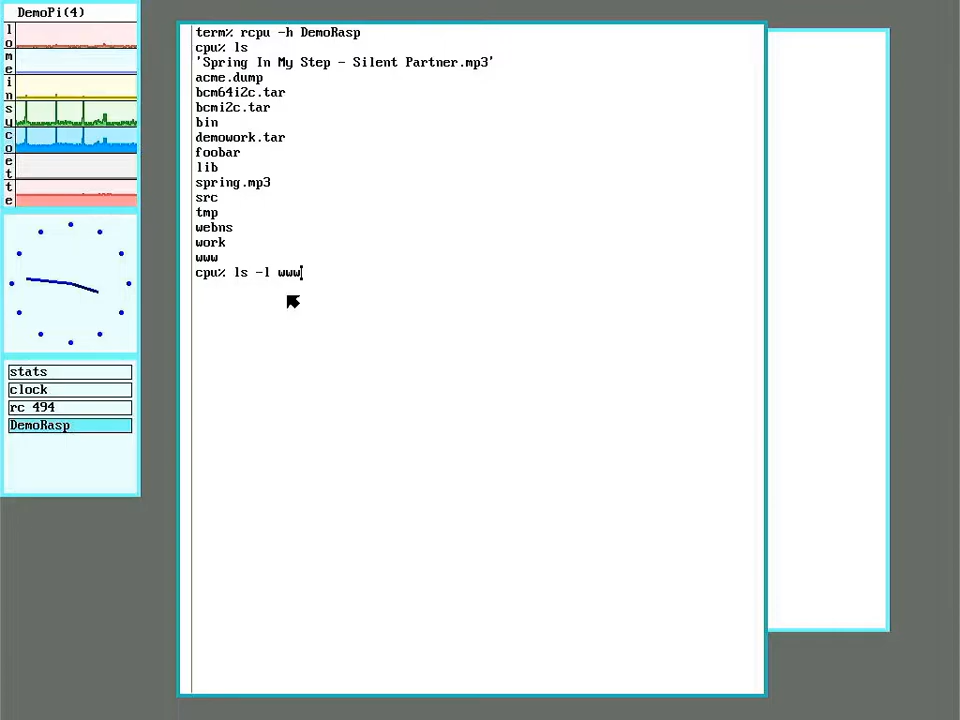 DemoPi(4)
l
o
m
e
i
n
s
y
c
o
e
t
t
e
stats
clock
rc 494
DemoRasp
term% rcpu -h DemoRasp
cpu% ls
'Spring In My Step - Silent Partner.mp3'
acme.dump
bcm64i2c.tar
bcmi2c.tar
bin
demowork.tar
foobar
lib
spring.mp3
src
tmp
webns
work
www
cpu% ls -l www